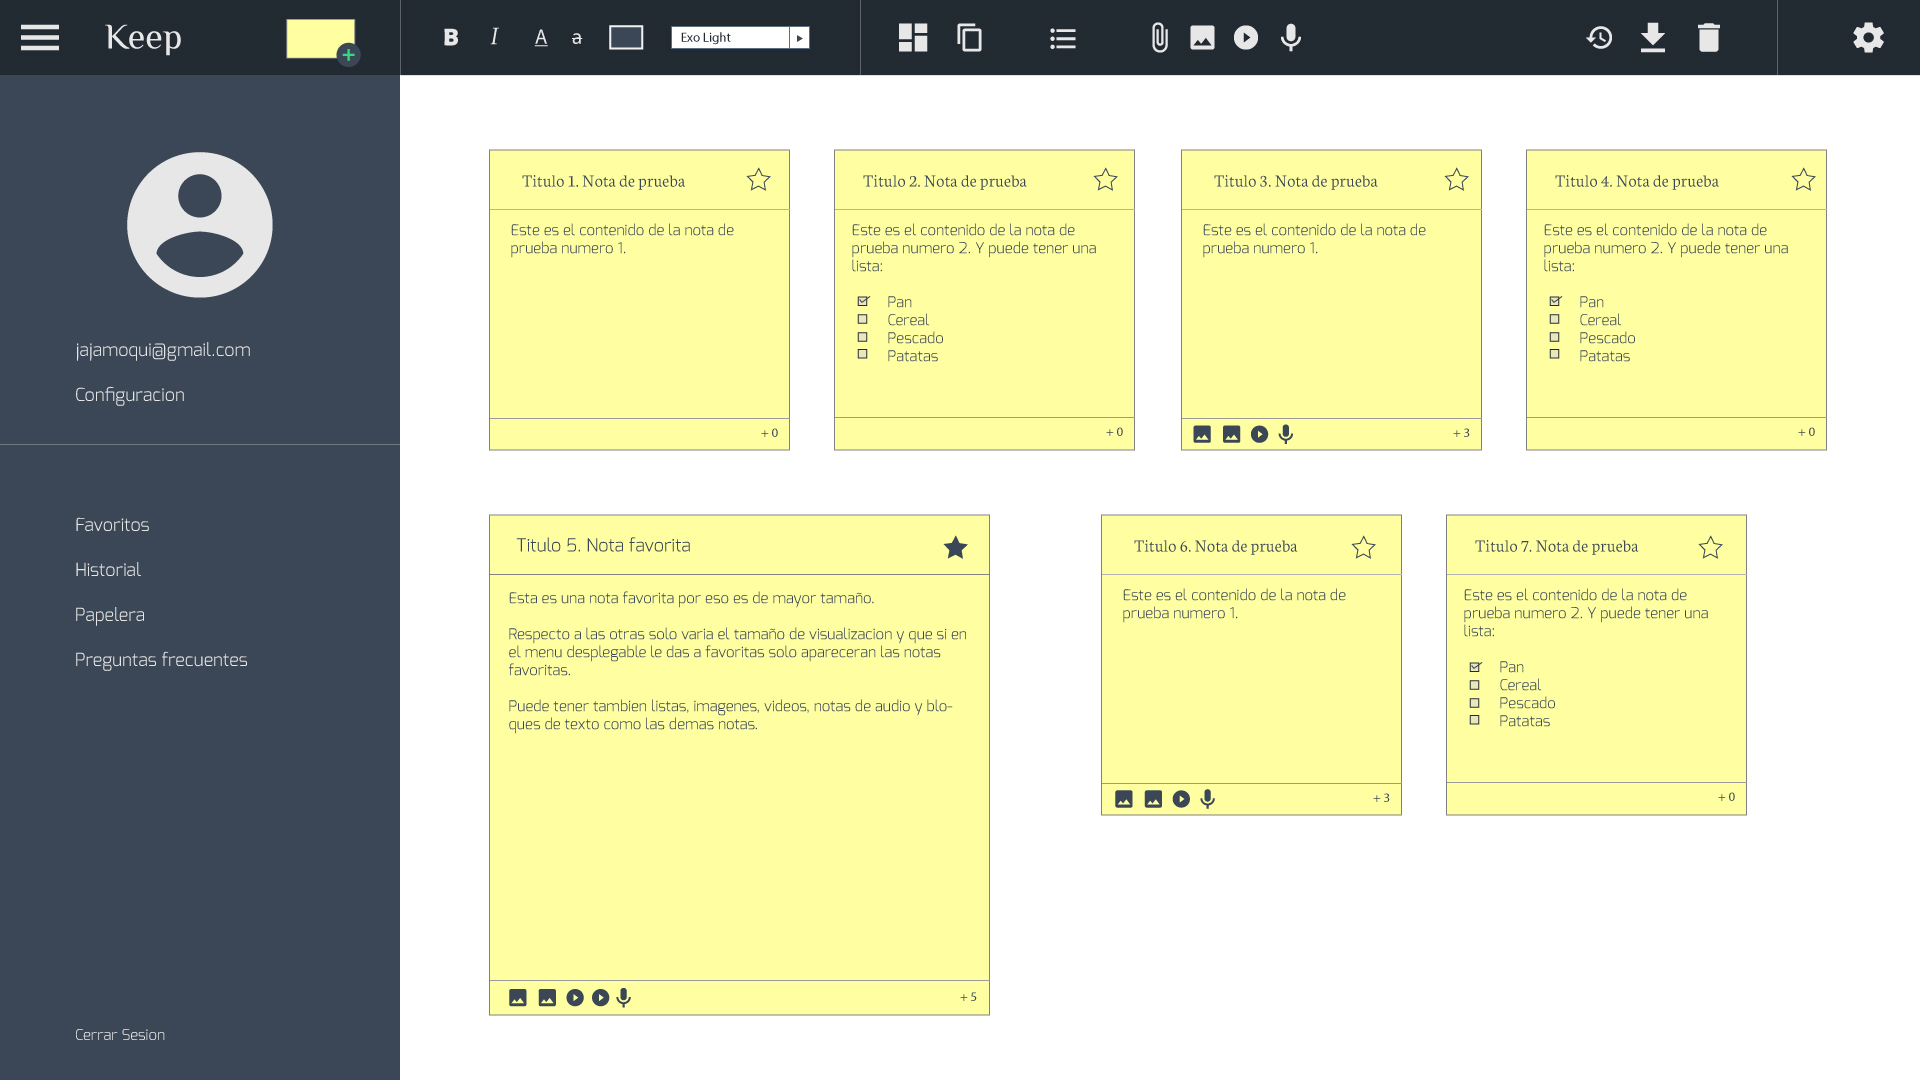 Keep
B
I
A
a
Exo Light
jajamoqui@gmail.com
Configuracion
Favoritos
Historial
Papelera
Preguntas frecuentes
Cerrar Sesion
Titulo 1. Nota de prueba
Este es el contenido de la nota de
prueba numero 1.
+ 0
Titulo 2. Nota de prueba
Este es el contenido de la nota de
prueba numero 2. Y puede tener una
lista:
Pan
Cereal
Pescado
Patatas
+ 0
Titulo 3. Nota de prueba
Este es el contenido de la nota de
prueba numero 1.
+ 3
Titulo 4. Nota de prueba
Este es el contenido de la nota de
prueba numero 2. Y puede tener una
lista:
Pan
Cereal
Pescado
Patatas
+ 0
Titulo 5. Nota favorita
Esta es una nota favorita por eso es de mayor tamaño.
Respecto a las otras solo varia el tamaño de visualizacion y que si en
el menu desplegable le das a favoritas solo apareceran las notas
favoritas.
Puede tener tambien listas, imagenes, videos, notas de audio y blo-
ques de texto como las demas notas.
+ 5
Titulo 6. Nota de prueba
Este es el contenido de la nota de
prueba numero 1.
+ 3
Titulo 7. Nota de prueba
Este es el contenido de la nota de
prueba numero 2. Y puede tener una
lista:
Pan
Cereal
Pescado
Patatas
+ 0